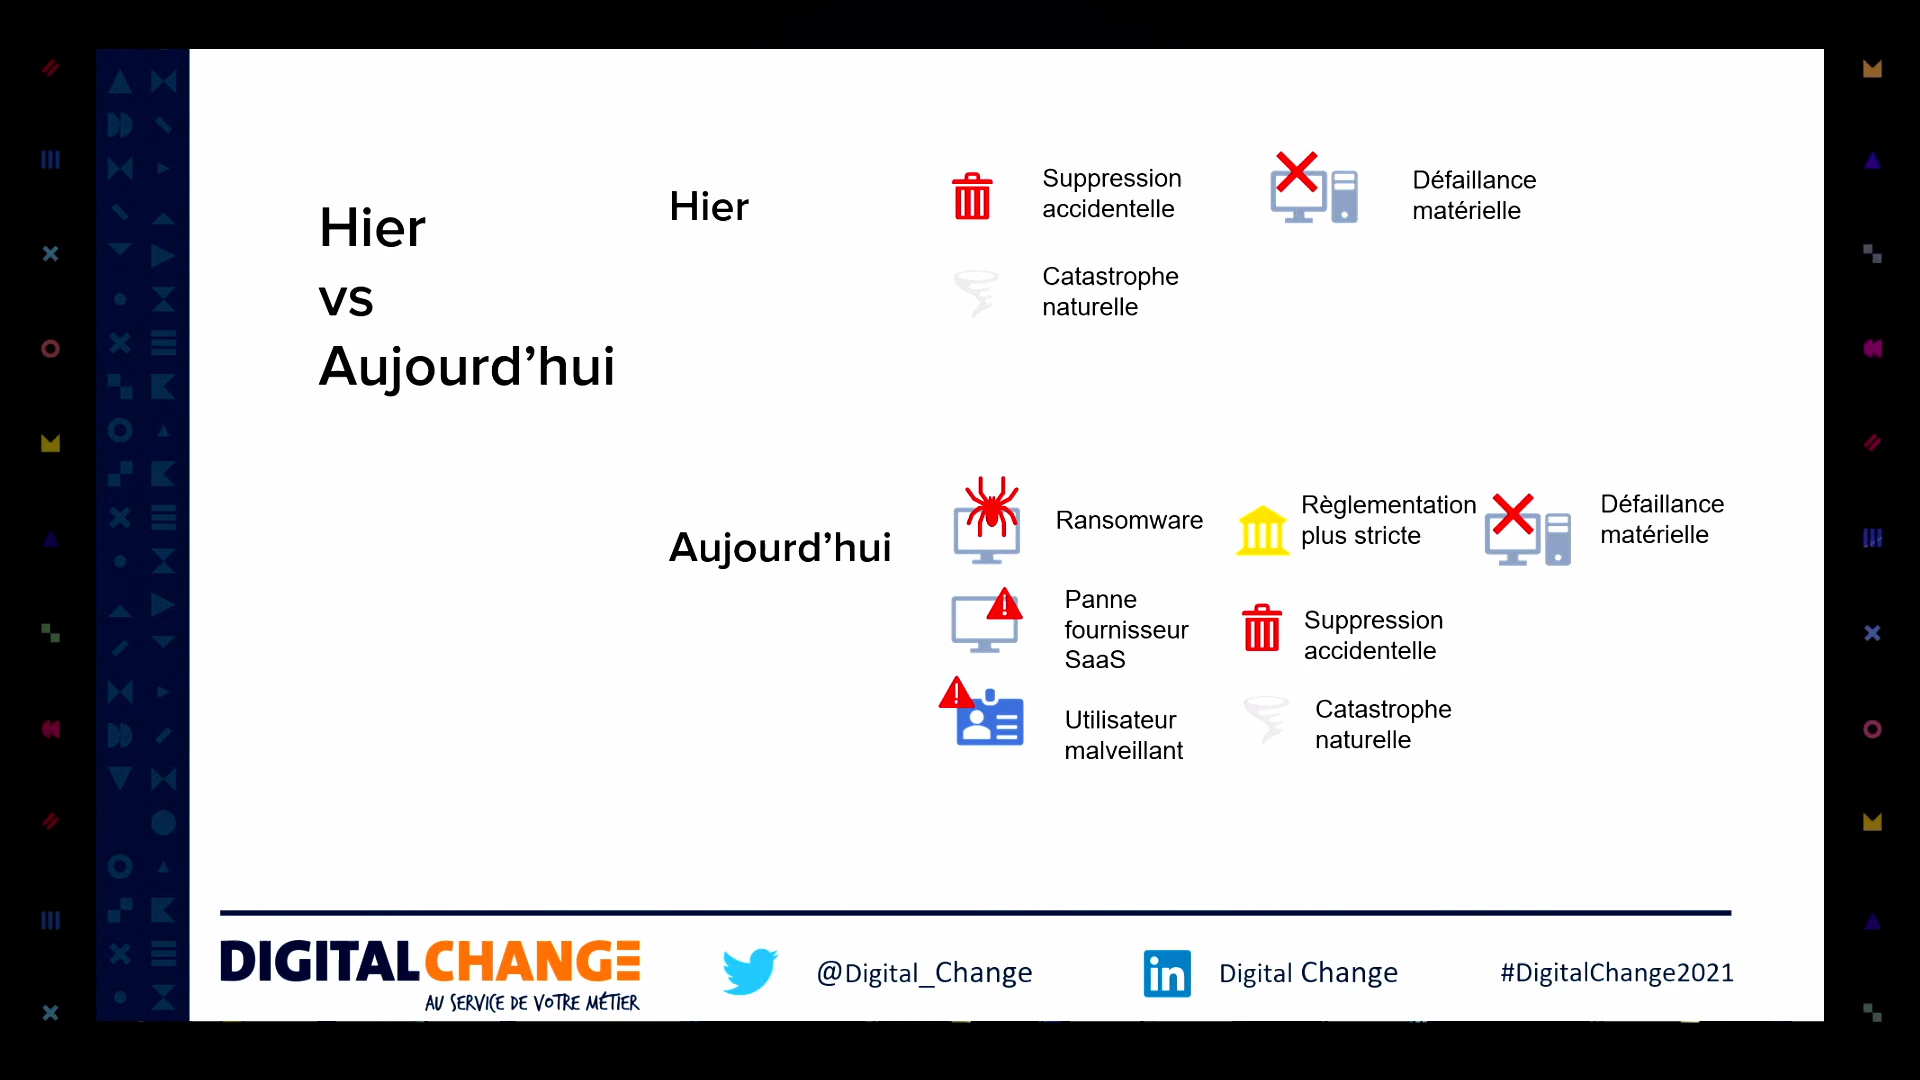 Hier
vs
Aujourd’hui
Hier
Suppression
accidentelle
Défaillance
matérielle
Catastrophe
naturelle
Aujourd’hui
Ransomware
Règlementation
plus stricte
Défaillance
matérielle
Panne
fournisseur
SaaS
Suppression
accidentelle
Utilisateur
malveillant
Catastrophe
naturelle
DIGITALCHANGE
AU SERVICE DE VOTRE MÉTIER
@Digital_Change
in
Digital Change
#DigitalChange2021